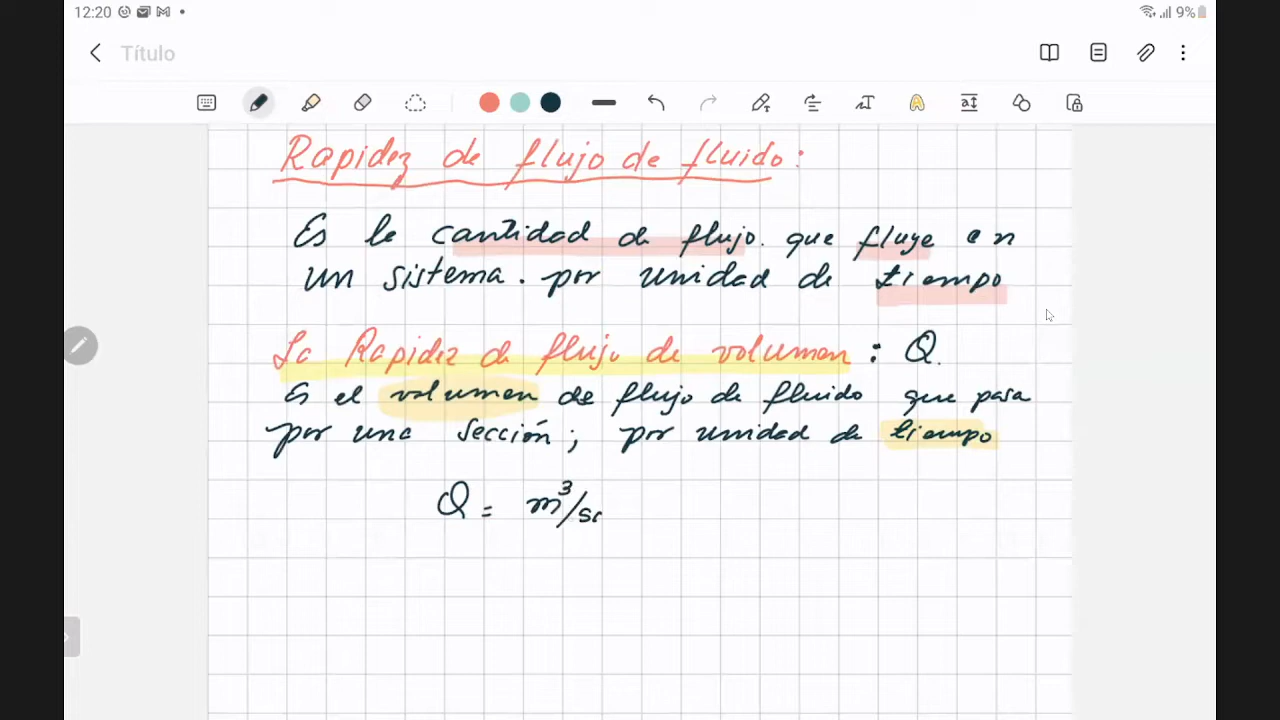 12:20
9%
Título
Rapidez de flujo de fluido:
Es la cantidad de flujo. que fluye en
un sistema. por unidad de tiempo
La Rapidez de flujo de volumen : Q.
Es el volumen de flujo de fluido que pasa
por una sección; por unidad de tiempo
Q = m³/se